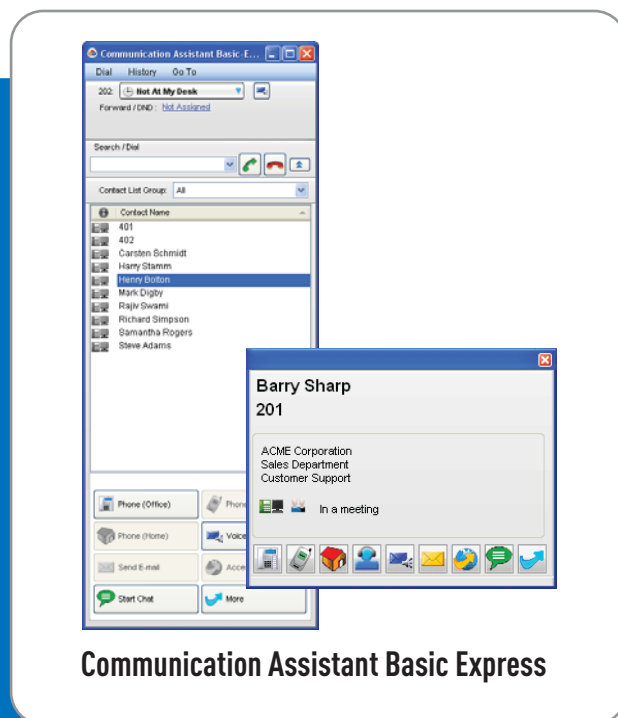 Communication Assistant Basic-E...
Dial History Go To
202: Not At My Desk
Forward / DND : Not Assigned
Search / Dial
Contact List Group: All
Contact Name
401
402
Carsten Schmidt
Harry Stamm
Henry Bolton
Mark Digby
Rajiv Swami
Richard Simpson
Samantha Rogers
Steve Adams
Barry Sharp
201
ACME Corporation
Sales Department
Customer Support
In a meeting
Phone (Office) Phone
Phone (Home) Voice
Send E-mail Acce
Start Chat More
Communication Assistant Basic Express